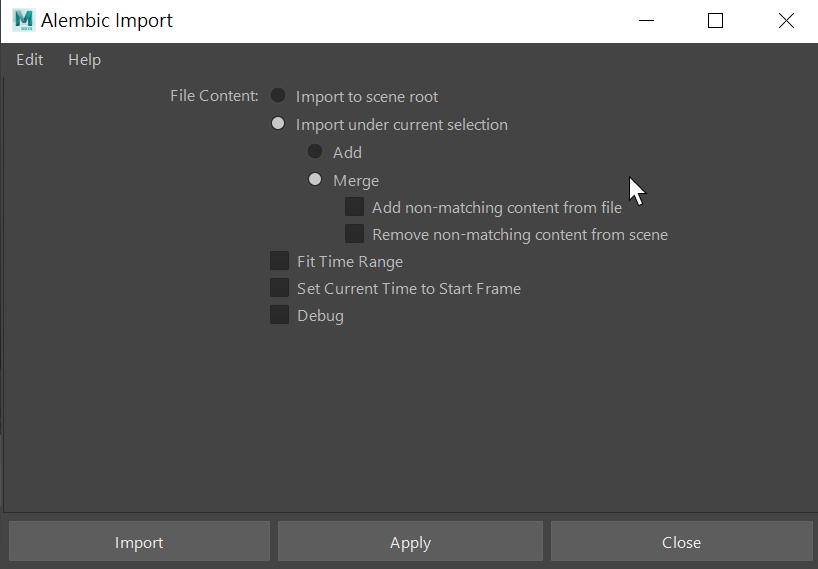 Alembic Import
Edit Help
File Content: Import to scene root
Import under current selection
Add
Merge
Add non-matching content from file
Remove non-matching content from scene
Fit Time Range
Set Current Time to Start Frame
Debug
Import Apply Close